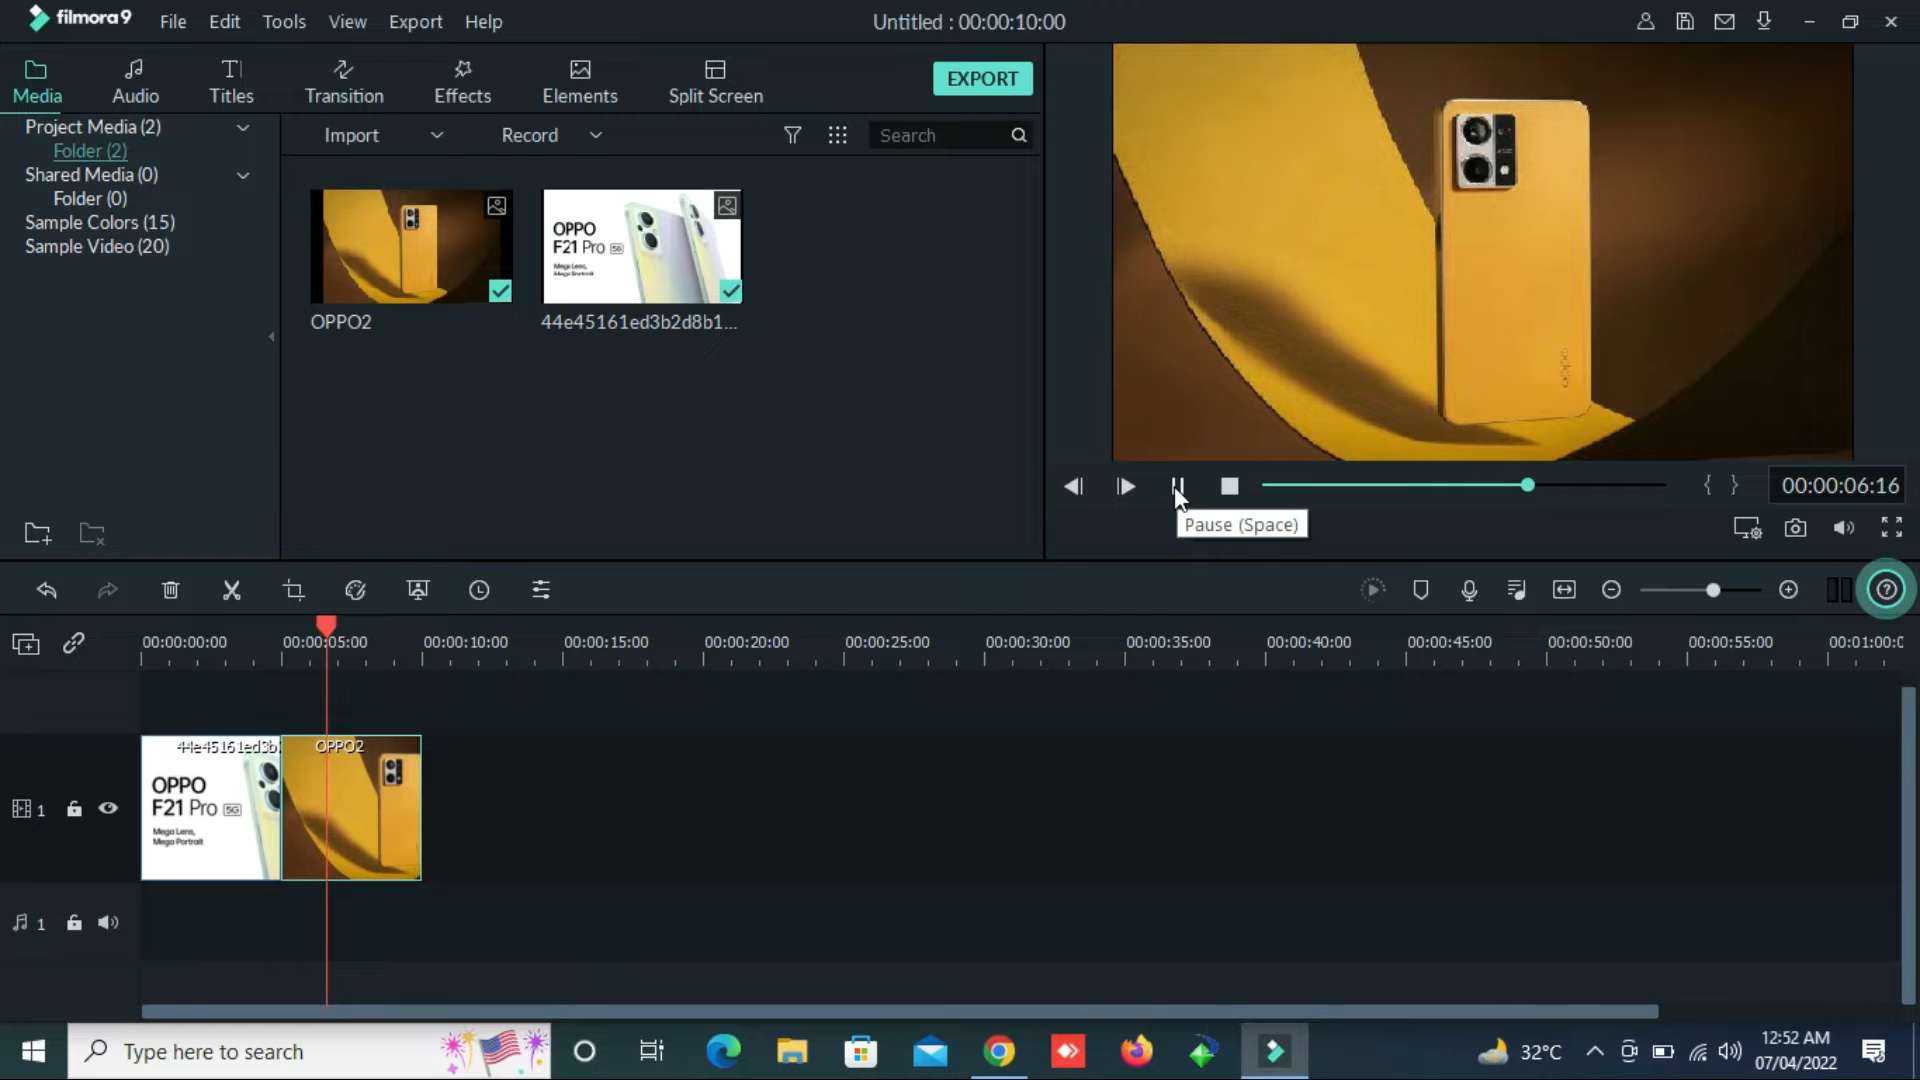 filmora9 File Edit Tools View Export Help Untitled : 00:00:10:00
Media Audio Titles Transition Effects Elements Split Screen EXPORT
Project Media (2)
Folder (2)
Shared Media (0)
Folder (0)
Sample Colors (15)
Sample Video (20)
Import Record Search
OPPO
F21 Pro 5G
Mega Lens,
Mega Portrait
OPPO2 44e45161ed3b2d8b1...
oppo
00:00:06:16
Pause (Space)
00:00:00:00 00:00:05:00 00:00:10:00 00:00:15:00 00:00:20:00 00:00:25:00 00:00:30:00 00:00:35:00 00:00:40:00 00:00:45:00 00:00:50:00 00:00:55:00 00:01:00:0
44e45161ed3b OPPO2
OPPO
F21 Pro 5G
Mega Lens,
Mega Portrait
1
1
Type here to search 32°C 12:52 AM
07/04/2022